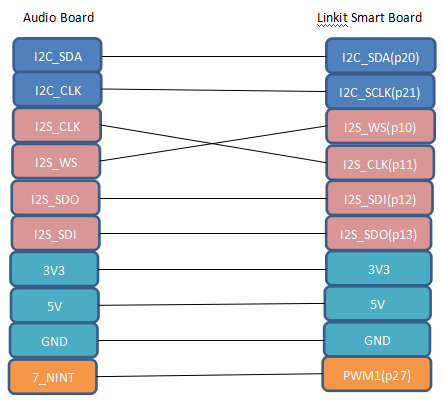 Audio Board
Linkit Smart Board
I2C_SDA
I2C_SDA(p20)
I2C_CLK
I2C_SCLK(p21)
I2S_CLK
I2S_WS(p10)
I2S_WS
I2S_CLK(p11)
I2S_SDO
I2S_SDI(p12)
I2S_SDI
I2S_SDO(p13)
3V3
3V3
5V
5V
GND
GND
7_NINT
PWM1(p27)